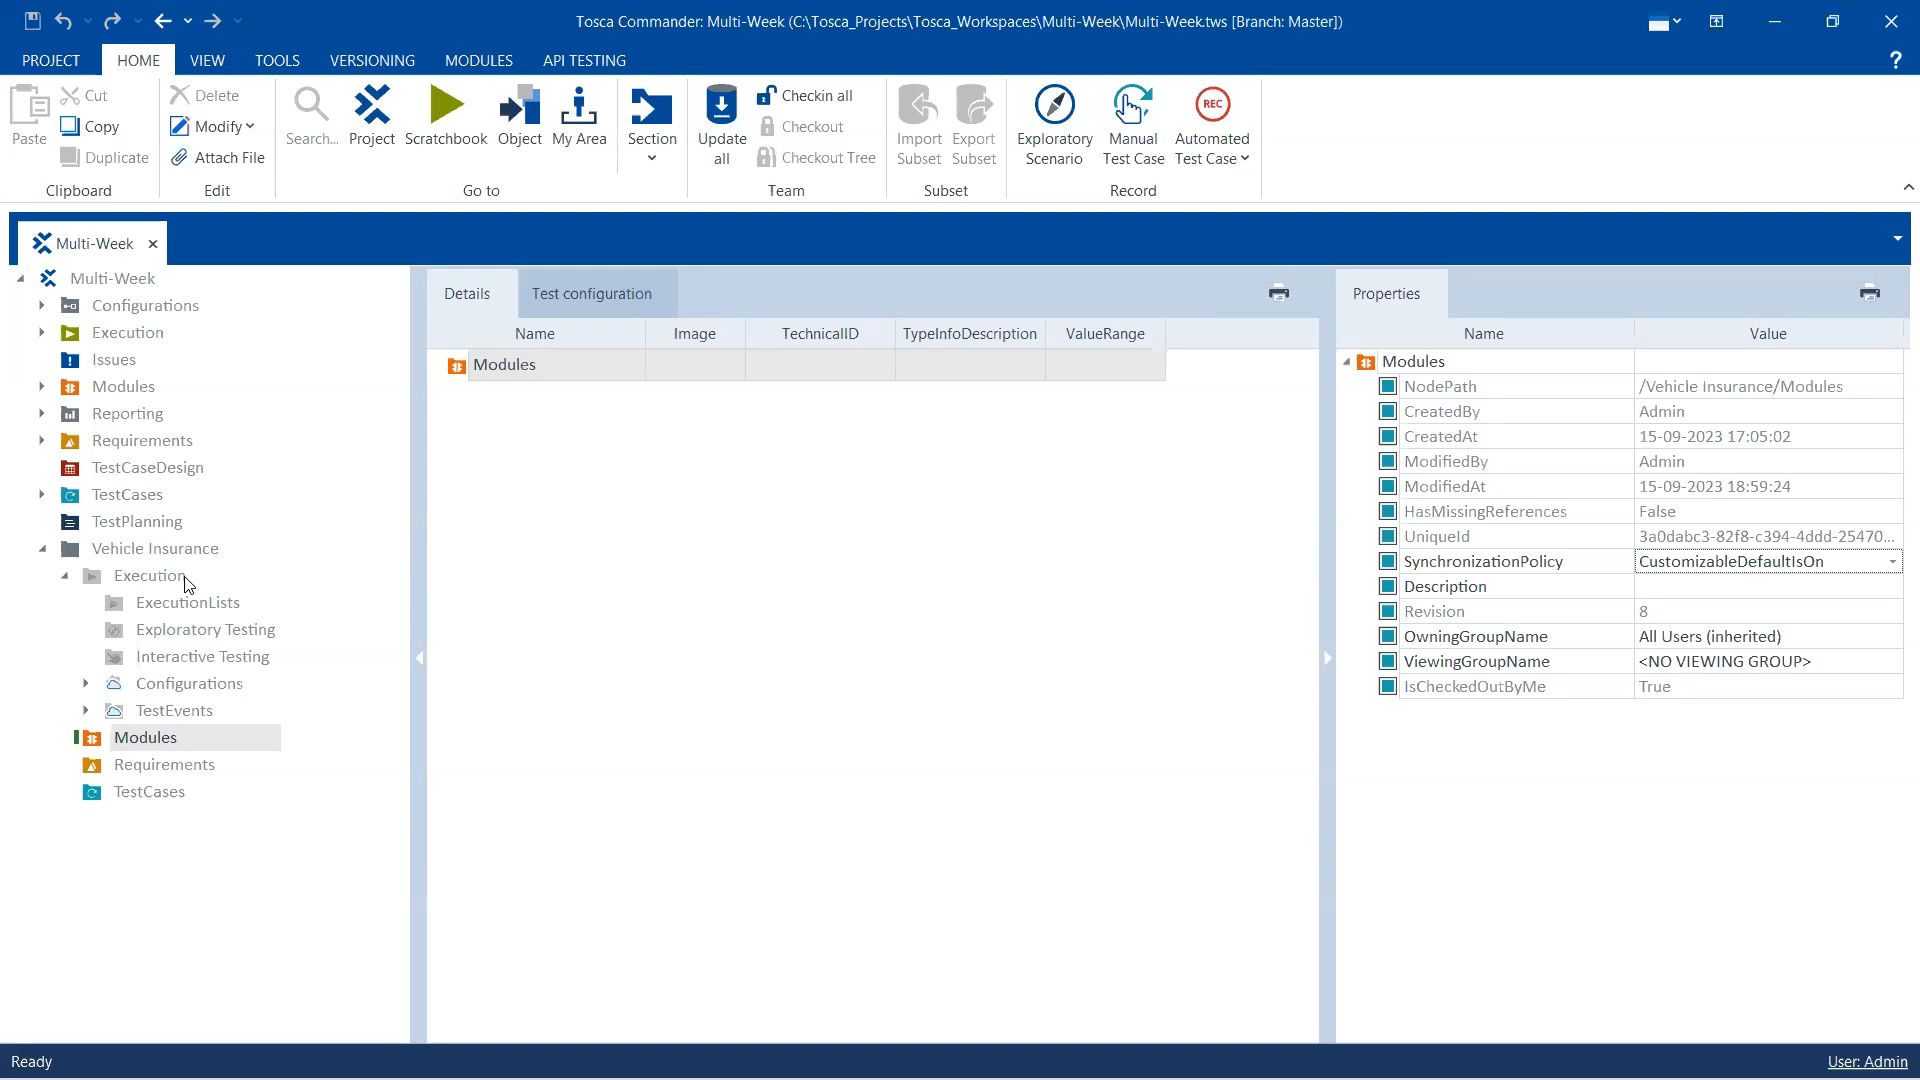 Tosca Commander: Multi-Week (C:\Tosca_Projects\Tosca_Workspaces\Multi-Week\Multi-Week.tws [Branch: Master])
PROJECT HOME VIEW TOOLS VERSIONING MODULES API TESTING ?
Paste Cut Copy Duplicate
Clipboard
Delete Modify Attach File
Edit
Search... Project Scratchbook Object My Area Section
Go to
Update all Checkin all Checkout Checkout Tree
Team
Import Subset Export Subset
Subset
Exploratory Scenario Manual Test Case REC Automated Test Case
Record
Multi-Week
Multi-Week
Configurations
Execution
Issues
Modules
Reporting
Requirements
TestCaseDesign
TestCases
TestPlanning
Vehicle Insurance
Execution
ExecutionLists
Exploratory Testing
Interactive Testing
Configurations
TestEvents
Modules
Requirements
TestCases
Details Test configuration
Name Image TechnicalID TypeInfoDescription ValueRange
Modules
Properties
Name Value
Modules
NodePath /Vehicle Insurance/Modules
CreatedBy Admin
CreatedAt 15-09-2023 17:05:02
ModifiedBy Admin
ModifiedAt 15-09-2023 18:59:24
HasMissingReferences False
UniqueId 3a0dabc3-82f8-c394-4ddd-25470...
SynchronizationPolicy CustomizableDefaultIsOn
Description
Revision 8
OwningGroupName All Users (inherited)
ViewingGroupName <NO VIEWING GROUP>
IsCheckedOutByMe True
Ready User: Admin